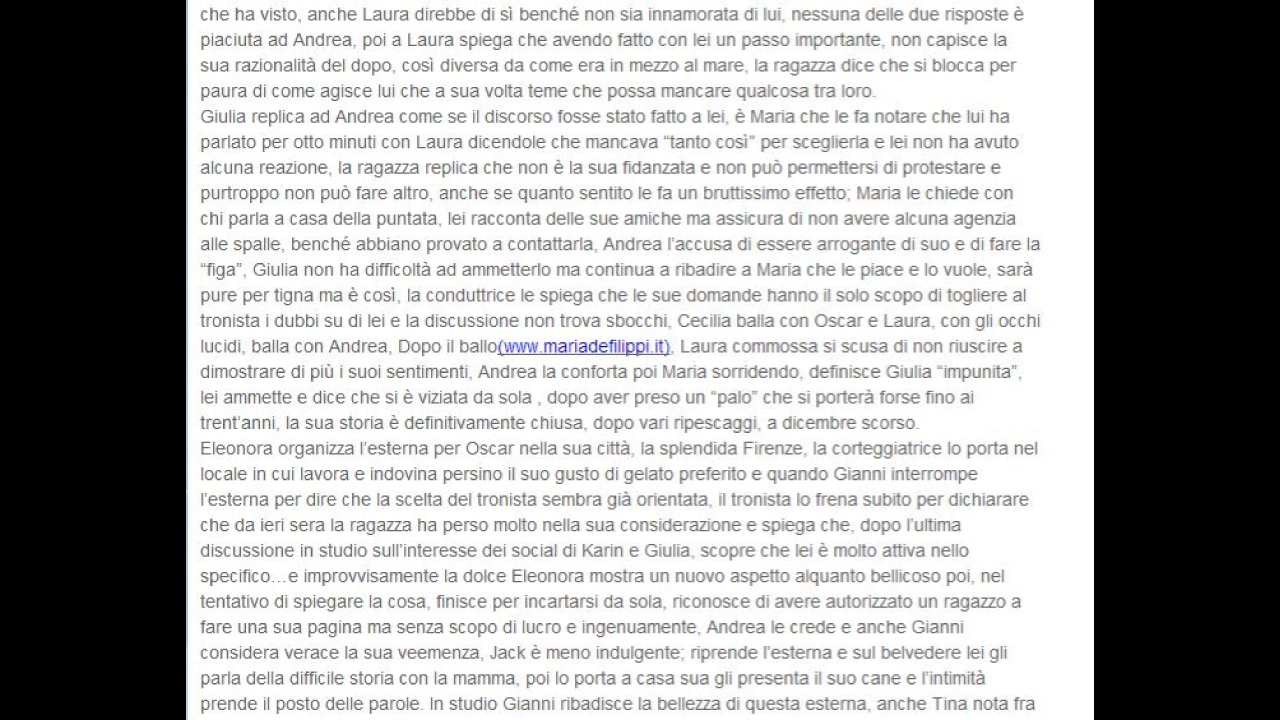 che ha visto, anche Laura direbbe di sì benché non sia innamorata di lui, nessuna delle due risposte è
piaciuta ad Andrea, poi a Laura spiega che avendo fatto con lei un passo importante, non capisce la
sua razionalità del dopo, così diversa da come era in mezzo al mare, la ragazza dice che si blocca per
paura di come agisce lui che a sua volta teme che possa mancare qualcosa tra loro.
Giulia replica ad Andrea come se il discorso fosse stato fatto a lei, è Maria che le fa notare che lui ha
parlato per otto minuti con Laura dicendole che mancava “tanto così” per sceglierla e lei non ha avuto
alcuna reazione, la ragazza replica che non è la sua fidanzata e non può permettersi di protestare e
purtroppo non può fare altro, anche se quanto sentito le fa un bruttissimo effetto; Maria le chiede con
chi parla a casa della puntata, lei racconta delle sue amiche ma assicura di non avere alcuna agenzia
alle spalle, benché abbiano provato a contattarla, Andrea l’accusa di essere arrogante di suo e di fare la
“figa”, Giulia non ha difficoltà ad ammetterlo ma continua a ribadire a Maria che le piace e lo vuole, sarà
pure per tigna ma è così, la conduttrice le spiega che le sue domande hanno il solo scopo di togliere al
tronista i dubbi su di lei e la discussione non trova sbocchi, Cecilia balla con Oscar e Laura, con gli occhi
lucidi, balla con Andrea, Dopo il ballo(www.mariadefilippi.it), Laura commossa si scusa di non riuscire a
dimostrare di più i suoi sentimenti, Andrea la conforta poi Maria sorridendo, definisce Giulia “impunita”,
lei ammette e dice che si è viziata da sola , dopo aver preso un “palo” che si porterà forse fino ai
trent’anni, la sua storia è definitivamente chiusa, dopo vari ripescaggi, a dicembre scorso.
Eleonora organizza l’esterna per Oscar nella sua città, la splendida Firenze, la corteggiatrice lo porta nel
locale in cui lavora e indovina persino il suo gusto di gelato preferito e quando Gianni interrompe
l’esterna per dire che la scelta del tronista sembra già orientata, il tronista lo frena subito per dichiarare
che da ieri sera la ragazza ha perso molto nella sua considerazione e spiega che, dopo l’ultima
discussione in studio sull’interesse dei social di Karin e Giulia, scopre che lei è molto attiva nello
specifico…e improvvisamente la dolce Eleonora mostra un nuovo aspetto alquanto bellicoso poi, nel
tentativo di spiegare la cosa, finisce per incartarsi da sola, riconosce di avere autorizzato un ragazzo a
fare una sua pagina ma senza scopo di lucro e ingenuamente, Andrea le crede e anche Gianni
considera verace la sua veemenza, Jack è meno indulgente; riprende l’esterna e sul belvedere lei gli
parla della difficile storia con la mamma, poi lo porta a casa sua gli presenta il suo cane e l’intimità
prende il posto delle parole. In studio Gianni ribadisce la bellezza di questa esterna, anche Tina nota fra